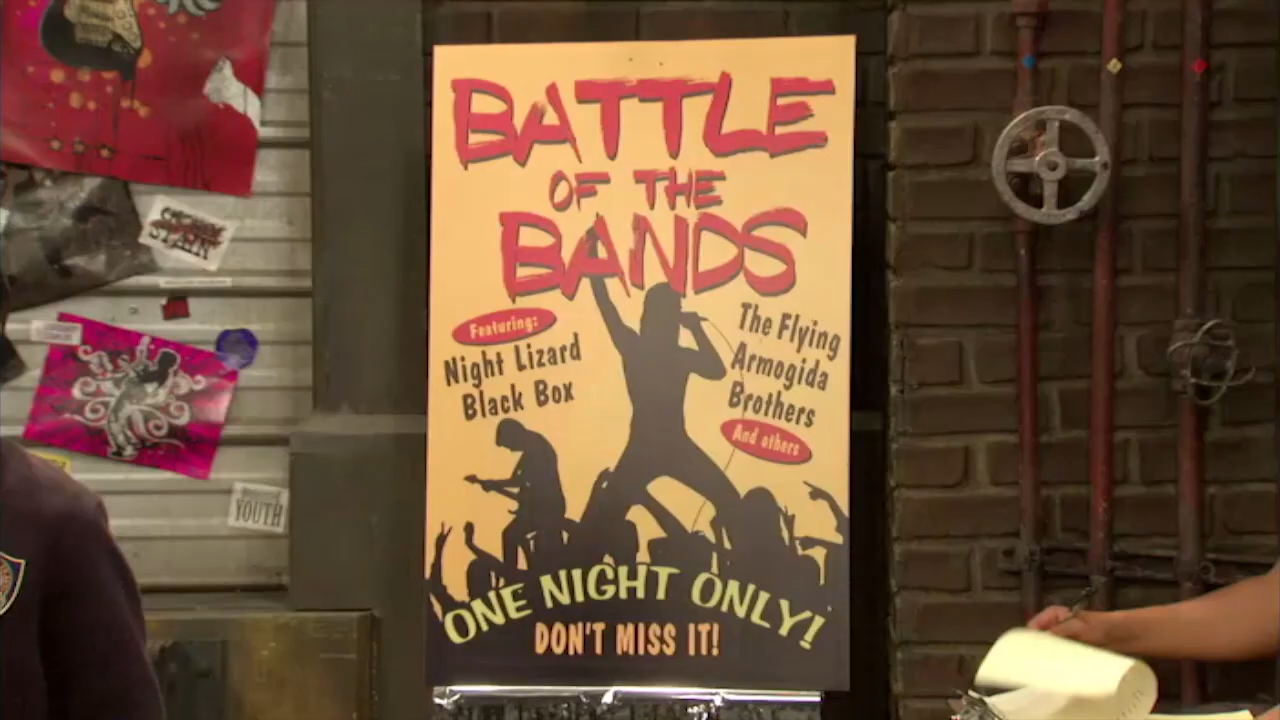 BATTLE
OF THE
BANDS
Featuring:
Night Lizard
Black Box
The Flying
Armogida
Brothers
And others
ONE NIGHT ONLY!
DON'T MISS IT!
STAIN
YOUTH